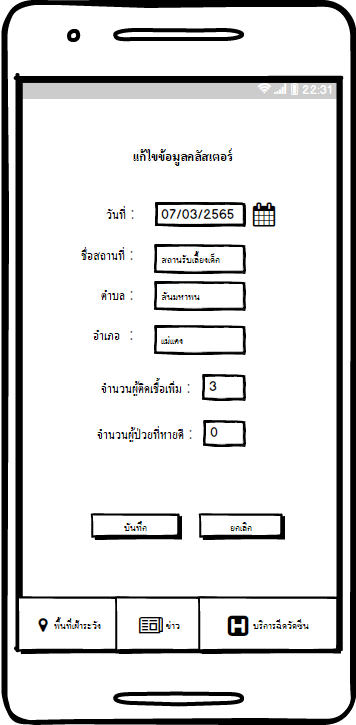 22:31
แก้ไขข้อมูลคลัสเตอร์
วันที่ : 07/03/2565
ชื่อสถานที่ : สถานรับเลี้ยงเด็ก
ตำบล : สันมหาพน
อำเภอ : แม่แตง
จำนวนผู้ติดเชื้อเพิ่ม : 3
จำนวนผู้ป่วยที่หายดี : 0
บันทึก ยกเลิก
พื้นที่เฝ้าระวัง ข่าว H บริการฉีดวัคซีน